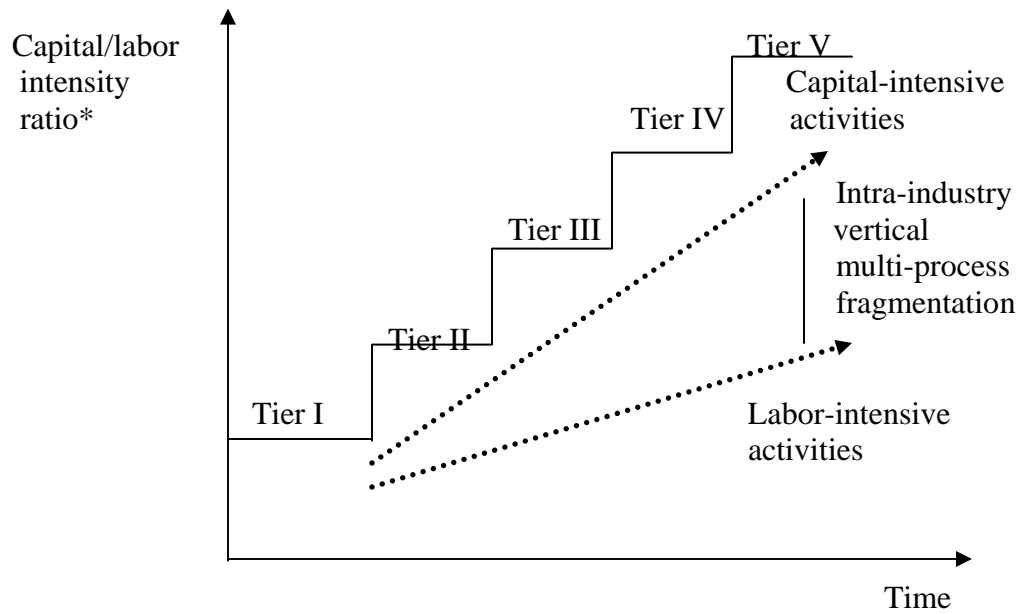 Capital/labor
intensity
ratio*
Tier V
Capital-intensive
activities
Tier IV
Intra-industry
vertical
multi-process
fragmentation
Tier III
Tier II
Tier I
Labor-intensive
activities
Time